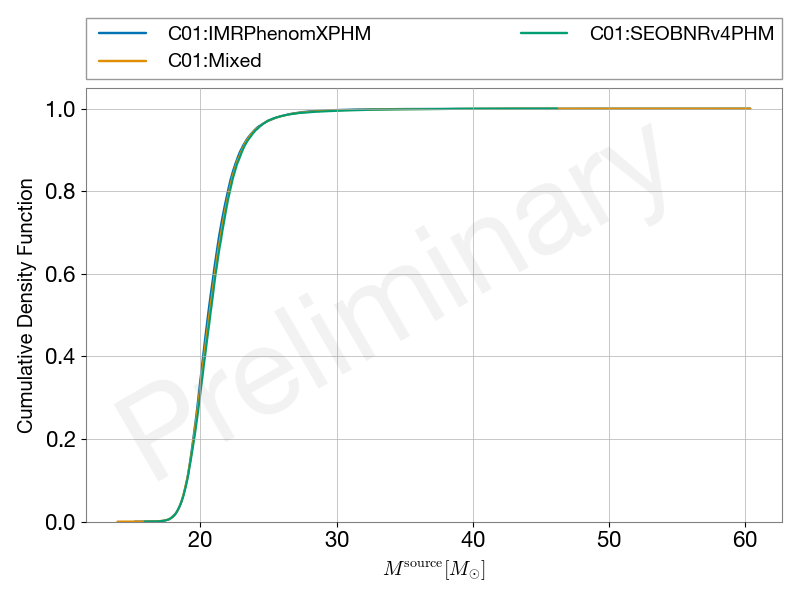 C01:IMRPhenomXPHM
C01:Mixed
C01:SEOBNRv4PHM
Preliminary
Cumulative Density Function
1.0
0.8
0.6
0.4
0.2
0.0
20 30 40 50 60
M^source [M_⊙]